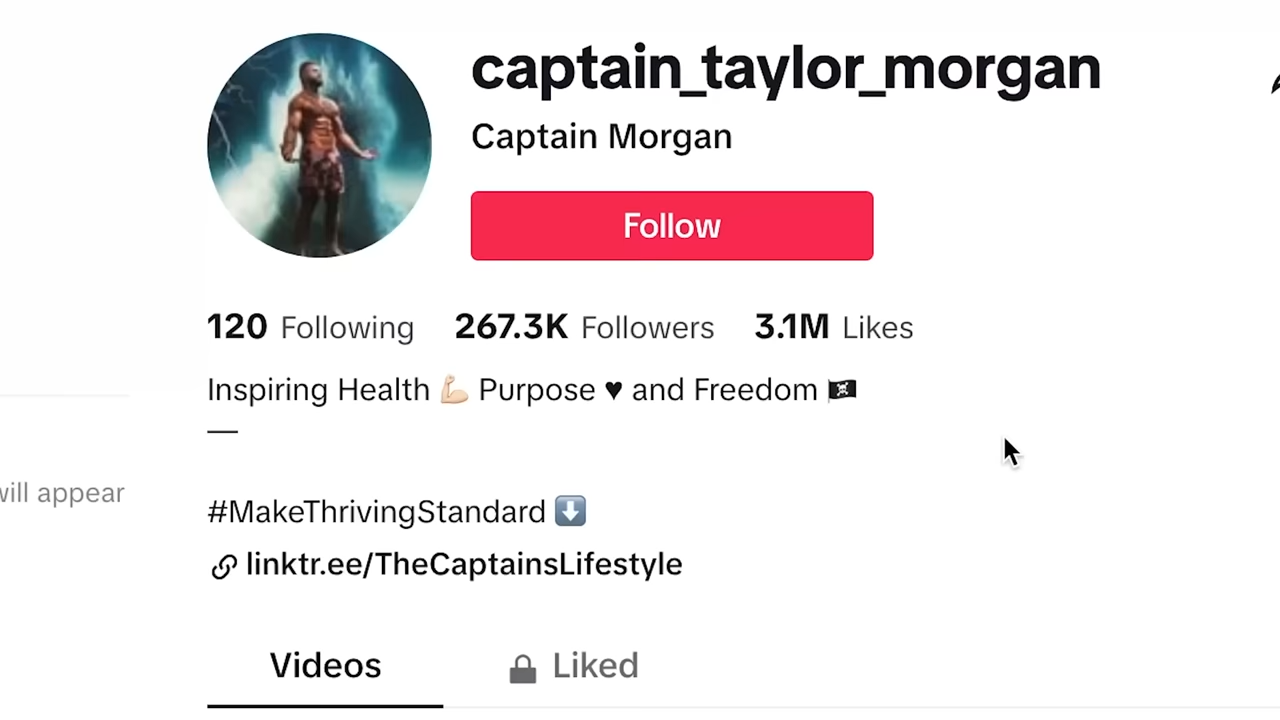 captain_taylor_morgan
Captain Morgan
Follow
120 Following 267.3K Followers 3.1M Likes
Inspiring Health 💪🏻 Purpose ♥ and Freedom 🏴‍☠️
—
will appear
#MakeThrivingStandard ⬇️
linktr.ee/TheCaptainsLifestyle
Videos Liked